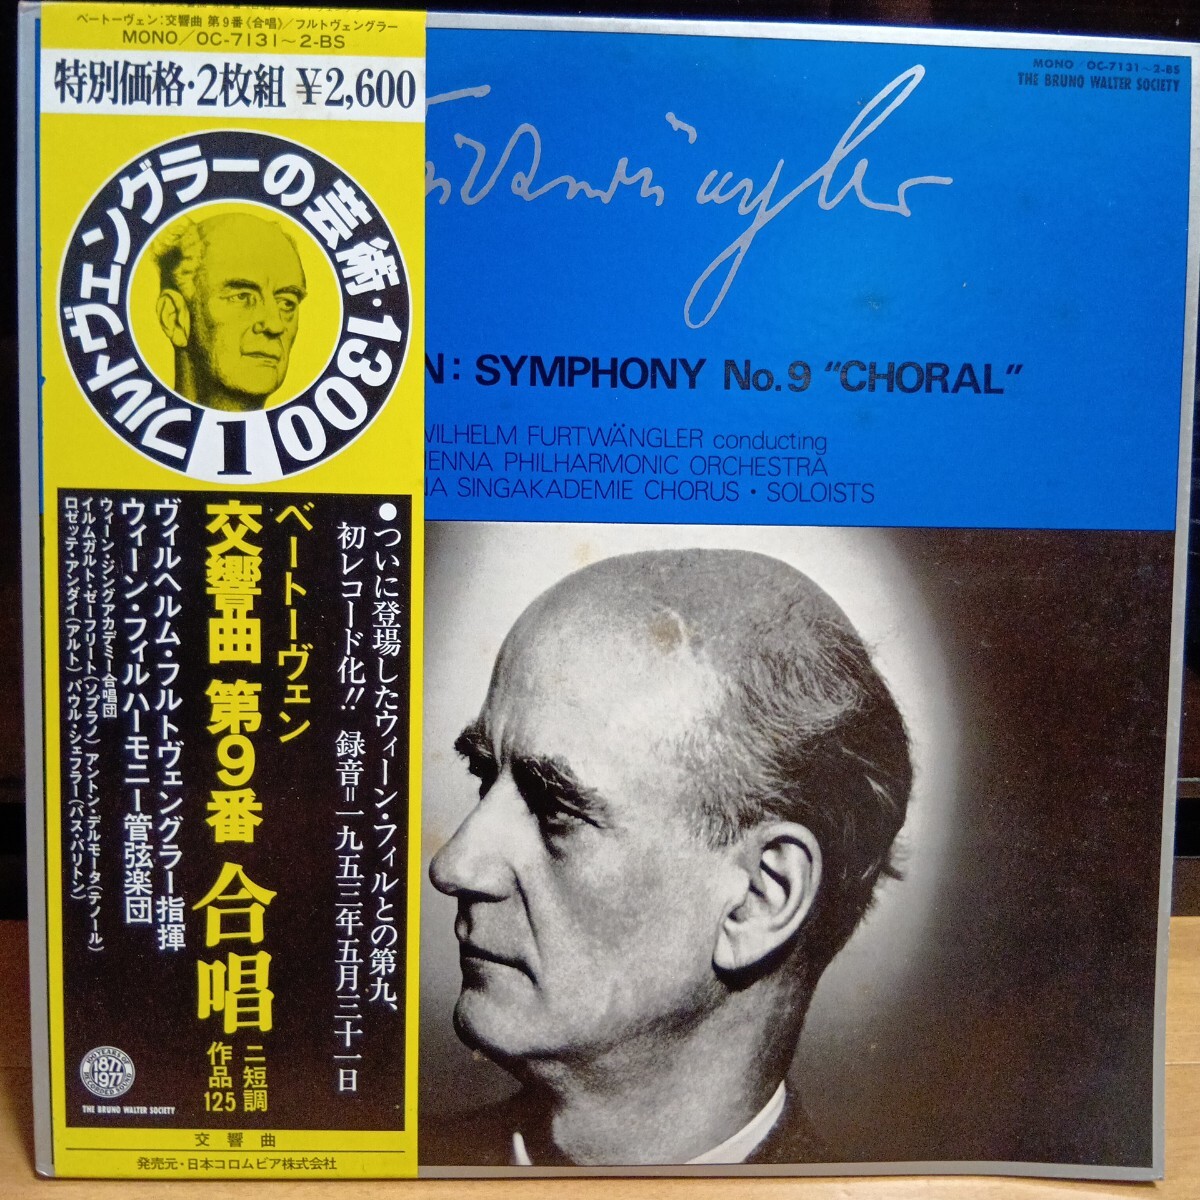 ベートーヴェン:交響曲 第9番《合唱》/フルトヴェングラー
MONO/OC-7131~2-BS
特別価格・2枚組 ¥2,600
フルトヴェングラーの芸術・1300
1
●ついに登場したウィーン・フィルとの第九、
初レコード化!! 録音=一九五三年五月三十一日
ベートーヴェン
交響曲 第9番 合唱
ニ短調
作品125
ヴィルヘルム・フルトヴェングラー指揮
ウィーン・フィルハーモニー管弦楽団
ウィーン・ジングアカデミー合唱団
イルムガルト・ゼーフリート(ソプラノ) アントン・デルモータ(テノール)
ロゼッテ・アンダイ(アルト) パウル・シェフラー(バス・バリトン)
100 YEARS OF
1877
1977
RECORDED SOUND
THE BRUNO WALTER SOCIETY
交響曲
発売元・日本コロムビア株式会社
MONO/OC-7131~2-BS
THE BRUNO WALTER SOCIETY
Furtwängler
N: SYMPHONY No.9 "CHORAL"
WILHELM FURTWÄNGLER conducting
IENNA PHILHARMONIC ORCHESTRA
NA SINGAKADEMIE CHORUS・SOLOISTS